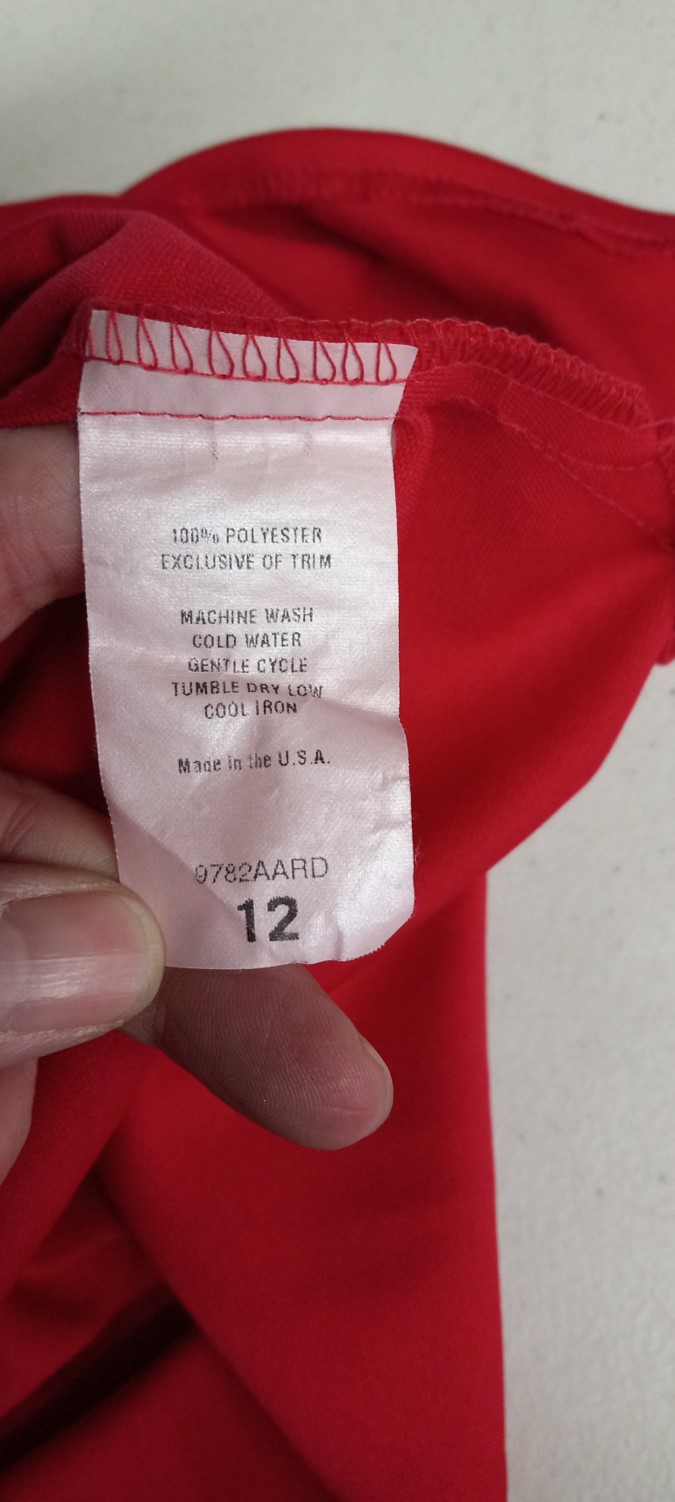 100% POLYESTER
EXCLUSIVE OF TRIM
MACHINE WASH
COLD WATER
GENTLE CYCLE
TUMBLE DRY LOW
COOL IRON
Made in the U.S.A.
9782AARD
12